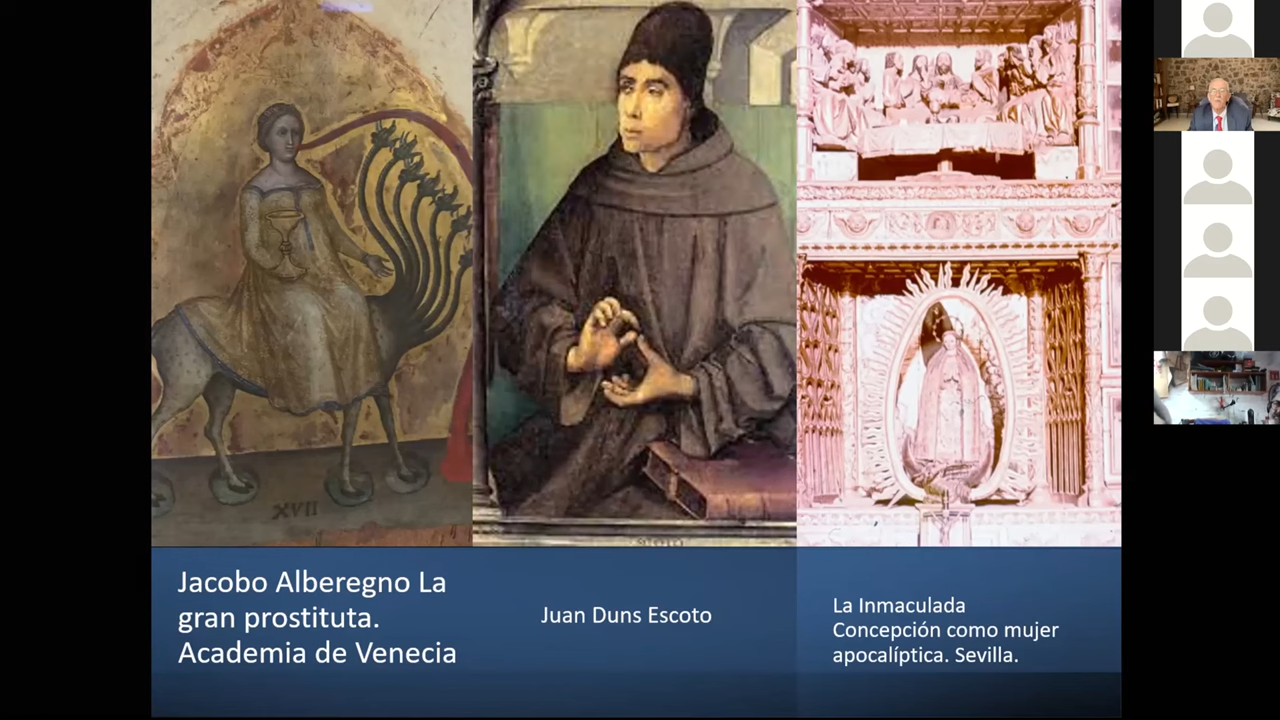 XVII
Jacobo Alberegno La
gran prostituta.
Academia de Venecia
Juan Duns Escoto
La Inmaculada
Concepción como mujer
apocalíptica. Sevilla.